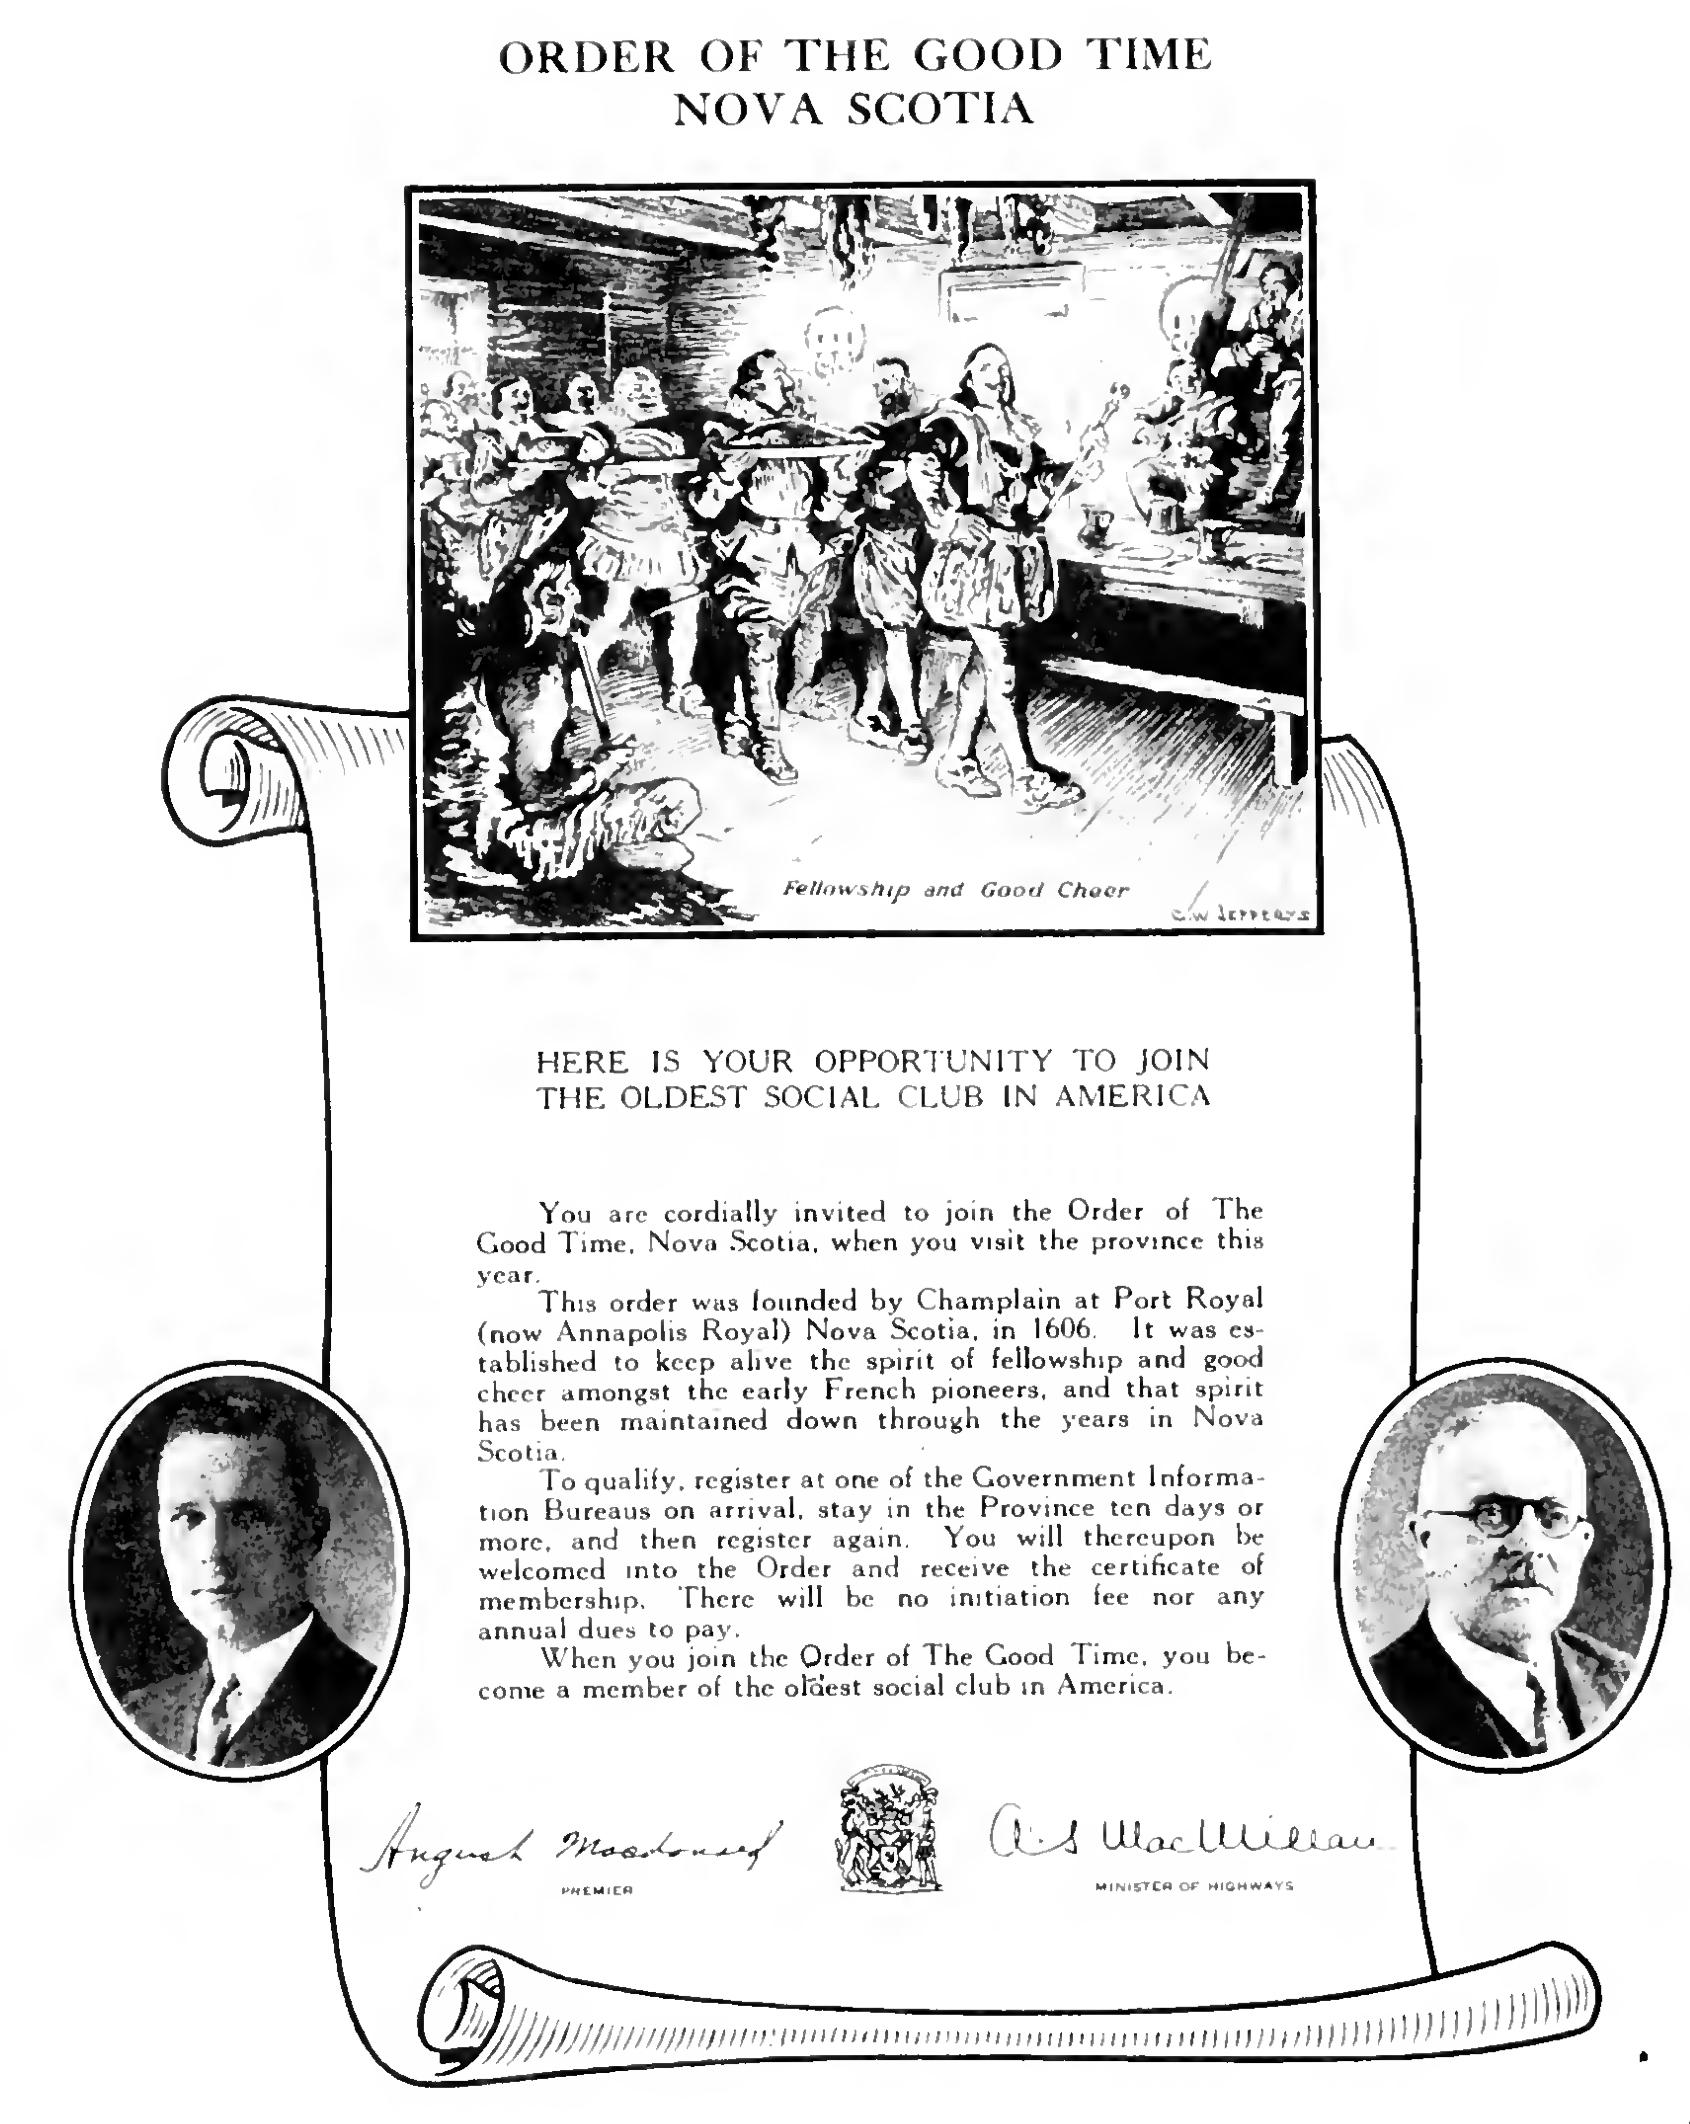 ORDER OF THE GOOD TIME
NOVA SCOTIA
Fellowship and Good Cheer
C.W JEFFERYS
HERE IS YOUR OPPORTUNITY TO JOIN
THE OLDEST SOCIAL CLUB IN AMERICA
You are cordially invited to join the Order of The
Good Time, Nova Scotia, when you visit the province this
year.
This order was founded by Champlain at Port Royal
(now Annapolis Royal) Nova Scotia, in 1606. It was es-
tablished to keep alive the spirit of fellowship and good
cheer amongst the early French pioneers, and that spirit
has been maintained down through the years in Nova
Scotia.
To qualify, register at one of the Government Informa-
tion Bureaus on arrival, stay in the Province ten days or
more, and then register again. You will thereupon be
welcomed into the Order and receive the certificate of
membership. There will be no initiation fee nor any
annual dues to pay.
When you join the Order of The Good Time, you be-
come a member of the oldest social club in America.
Angus L Macdonald
A.S MacMillan
PREMIER
MINISTER OF HIGHWAYS